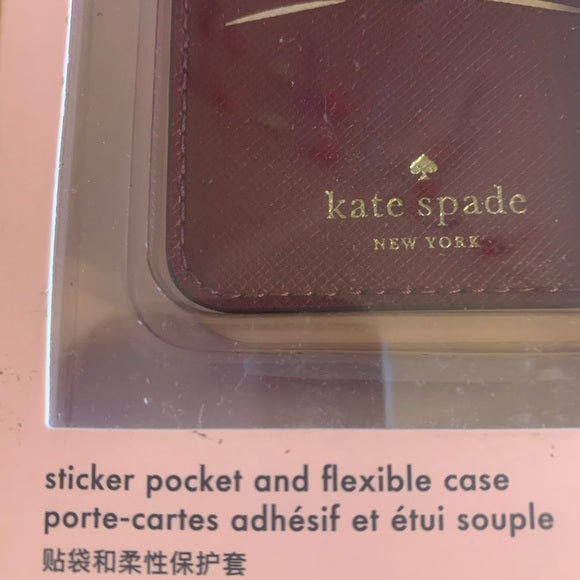 kate spade
NEW YORK
sticker pocket and flexible case
porte-cartes adhésif et étui souple
贴袋和柔性保护套